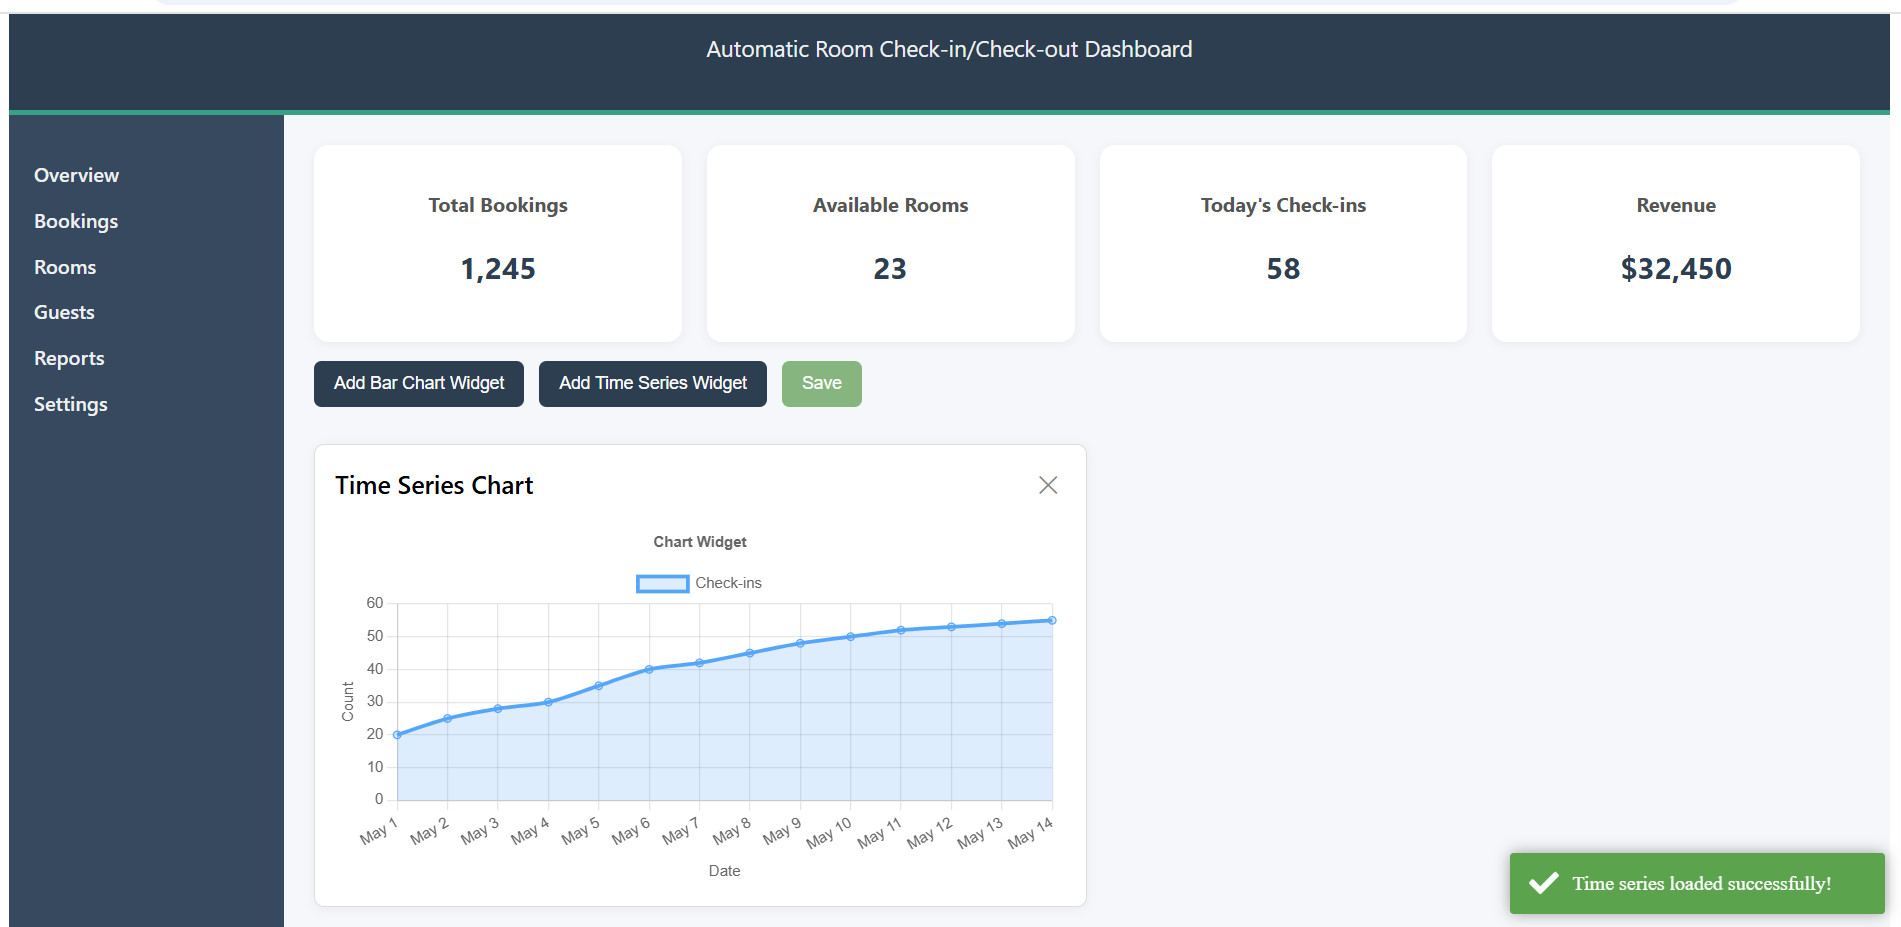 Automatic Room Check-in/Check-out Dashboard
Overview
Bookings
Rooms
Guests
Reports
Settings
Total Bookings
1,245
Available Rooms
23
Today's Check-ins
58
Revenue
$32,450
Add Bar Chart Widget
Add Time Series Widget
Save
Time Series Chart
Chart Widget
Check-ins
60
50
40
30
20
10
0
Count
May 1
May 2
May 3
May 4
May 5
May 6
May 7
May 8
May 9
May 10
May 11
May 12
May 13
May 14
Date
Time series loaded successfully!